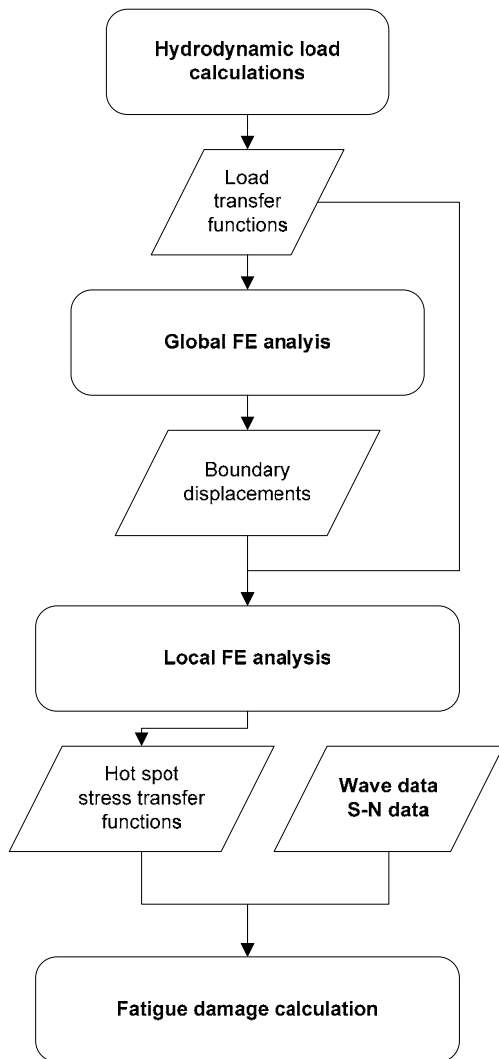 Hydrodynamic load
calculations
Load
transfer
functions
Global FE analyis
Boundary
displacements
Local FE analysis
Hot spot
stress transfer
functions
Wave data
S-N data
Fatigue damage calculation